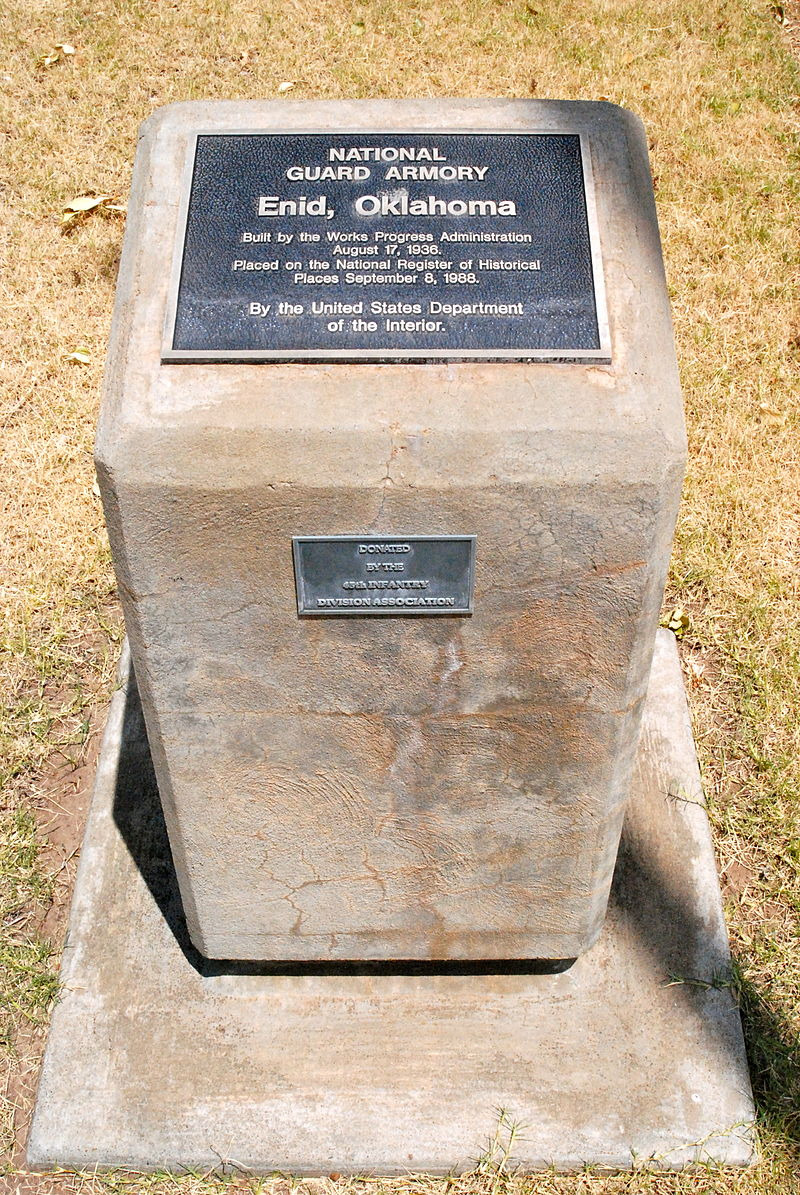 NATIONAL
GUARD ARMORY
Enid, Oklahoma
Built by the Works Progress Administration
August 17, 1936.
Placed on the National Register of Historical
Places September 8, 1988.
By the United States Department
of the Interior.
DONATED
BY THE
45th INFANTRY
DIVISION ASSOCIATION